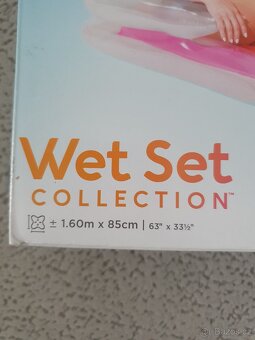 Wet Set
COLLECTION™
± 1.60m x 85cm | 63" x 33½"